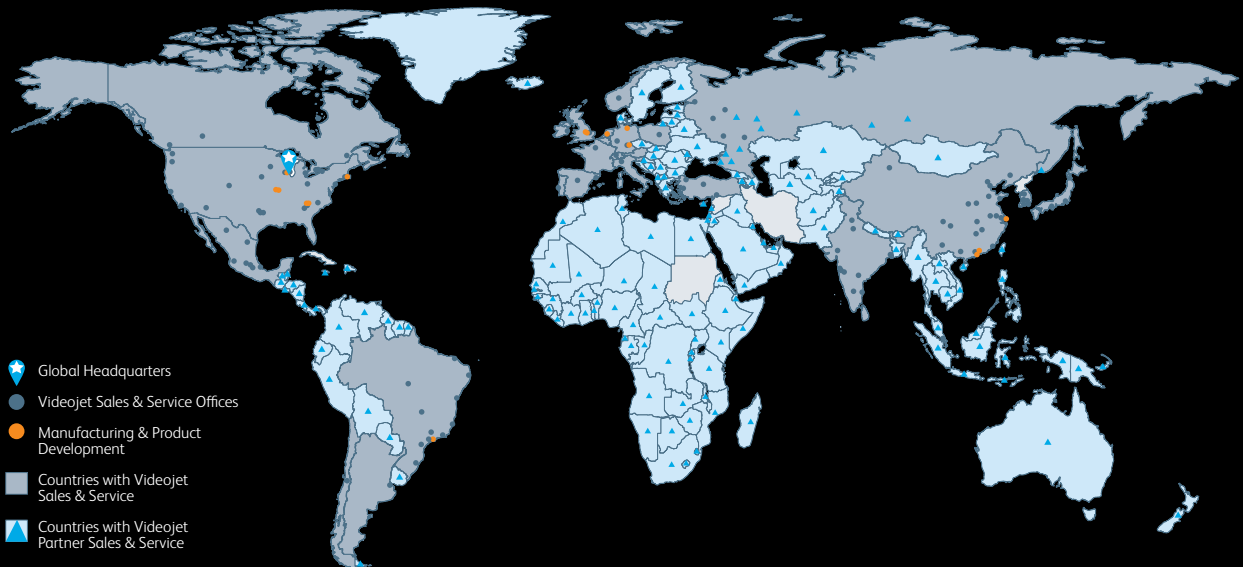 Global Headquarters
Videojet Sales & Service Offices
Manufacturing & Product
Development
Countries with Videojet
Sales & Service
Countries with Videojet
Partner Sales & Service